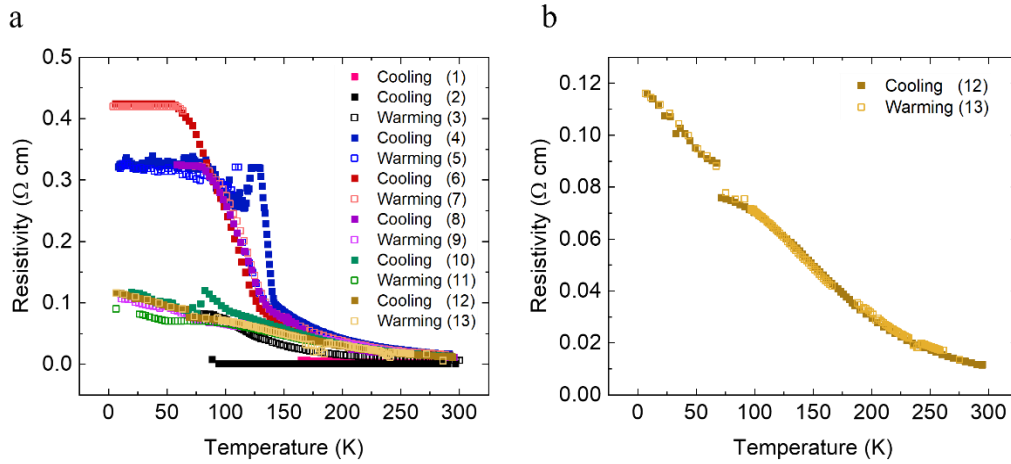 a
0.5
0.4
0.3
0.2
0.1
0.0
Resistivity (Ω cm)
0 50 100 150 200 250 300
Temperature (K)
Cooling (1)
Cooling (2)
Warming (3)
Cooling (4)
Warming (5)
Cooling (6)
Warming (7)
Cooling (8)
Warming (9)
Cooling (10)
Warming (11)
Cooling (12)
Warming (13)
b
0.12
0.10
0.08
0.06
0.04
0.02
0.00
Resistivity (Ω cm)
0 50 100 150 200 250 300
Temperature (K)
Cooling (12)
Warming (13)